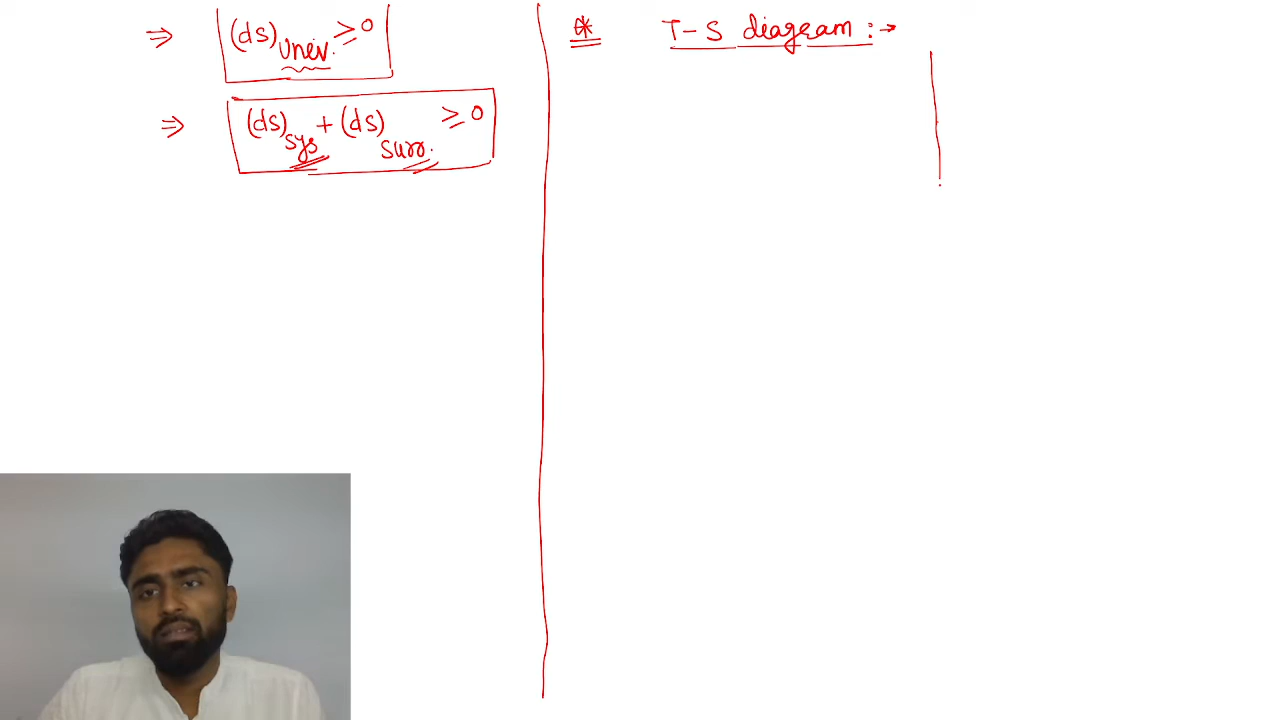 ⇒ (ds)univ. ≥ 0
⇒ (ds)sys + (ds)surr. ≥ 0
* T-S diagram :→